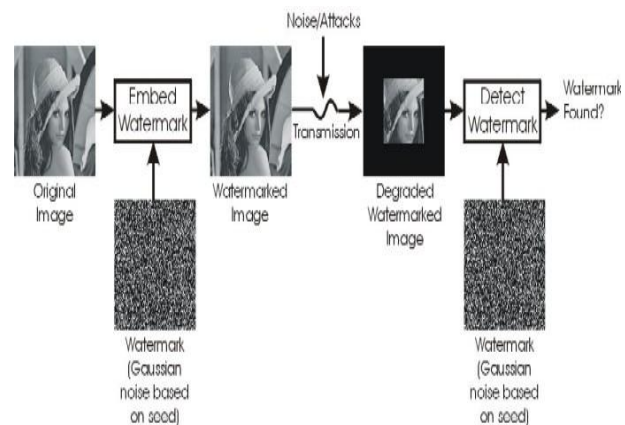 Noise/Attacks
Embed
Watermark
Detect
Watermark
Watermark
Found?
Transmission
Original
Image
Watermarked
Image
Degraded
Watermarked
Image
Watermark
(Gaussian
noise based
on seed)
Watermark
(Gaussian
noise based
on seed)